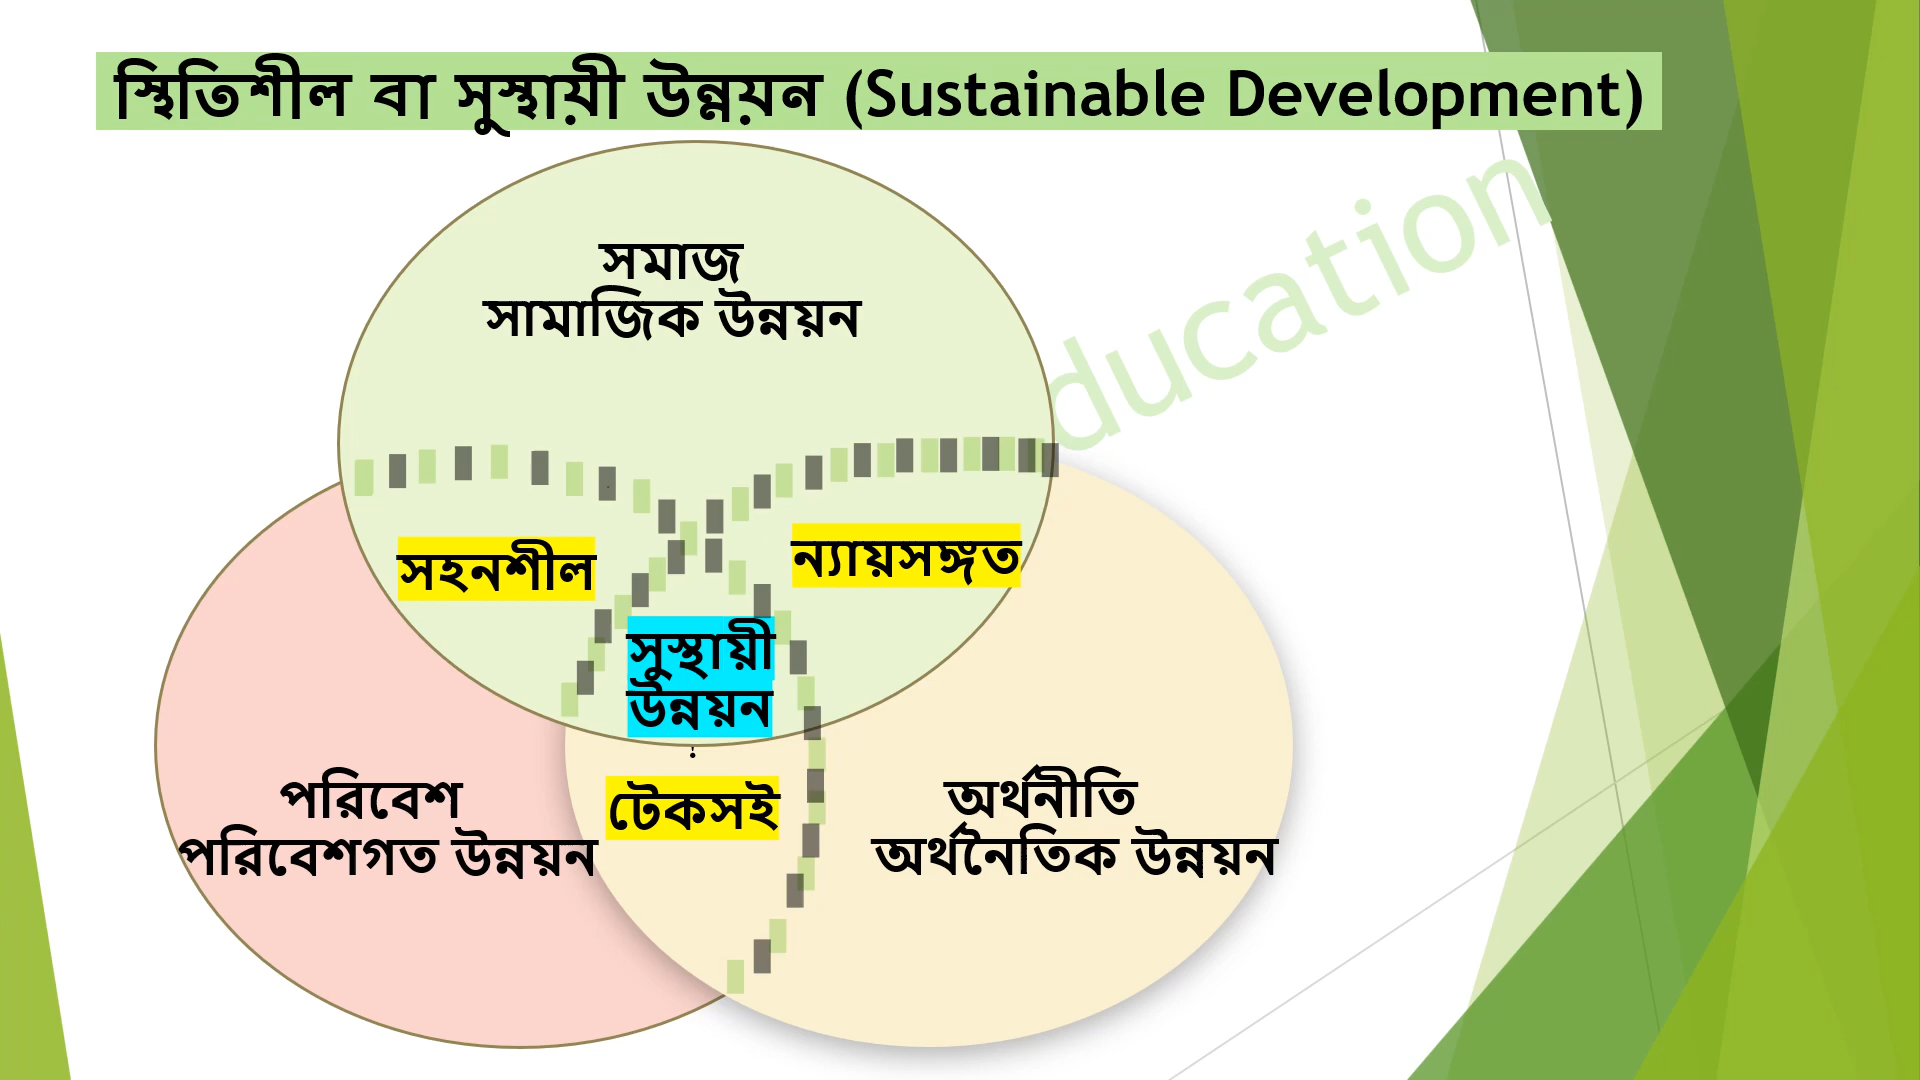 স্থিতিশীল বা সুস্থায়ী উন্নয়ন (Sustainable Development)
ducation
সমাজ
সামাজিক উন্নয়ন
সহনশীল
ন্যায়সঙ্গত
সুস্থায়ী
উন্নয়ন
টেকসই
পরিবেশ
পরিবেশগত উন্নয়ন
অর্থনীতি
অর্থনৈতিক উন্নয়ন